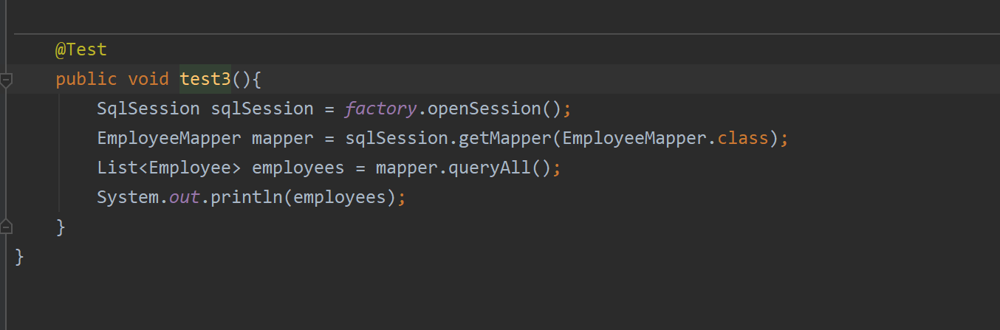 @Test
public void test3(){
SqlSession sqlSession = factory.openSession();
EmployeeMapper mapper = sqlSession.getMapper(EmployeeMapper.class);
List<Employee> employees = mapper.queryAll();
System.out.println(employees);
}
}